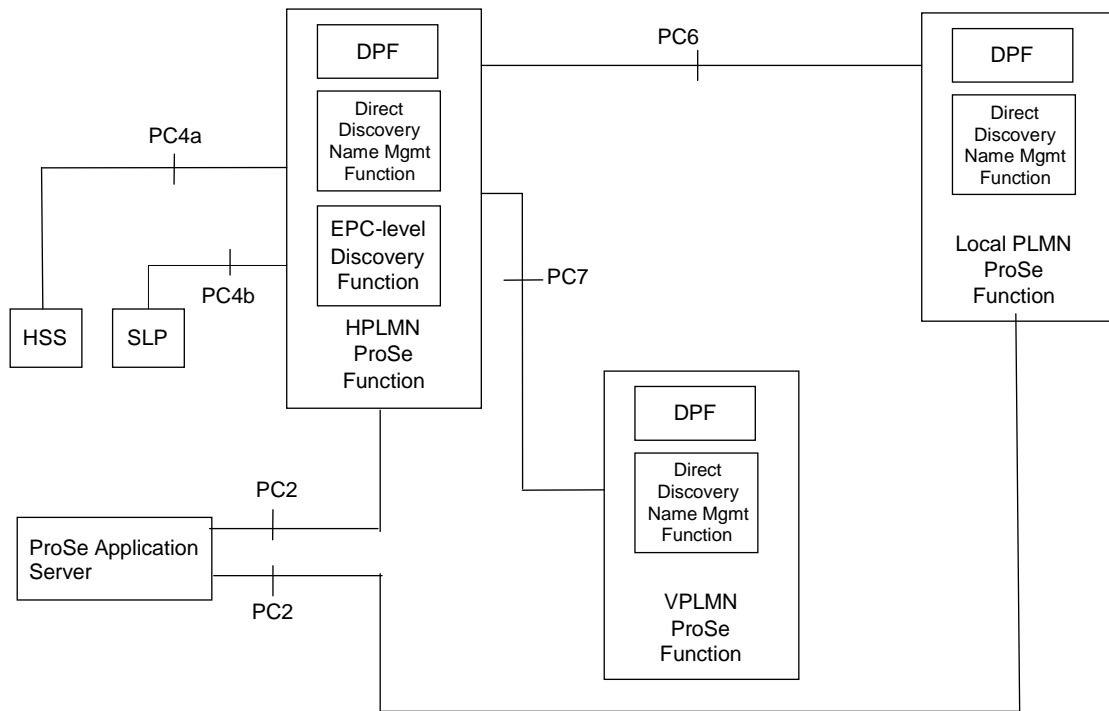 DPF
Direct
Discovery
Name Mgmt
Function
EPC-level
Discovery
Function
HPLMN
ProSe
Function
PC6
DPF
Direct
Discovery
Name Mgmt
Function
Local PLMN
ProSe
Function
PC4a
PC4b
HSS
SLP
PC7
DPF
Direct
Discovery
Name Mgmt
Function
VPLMN
ProSe
Function
PC2
ProSe Application
Server
PC2